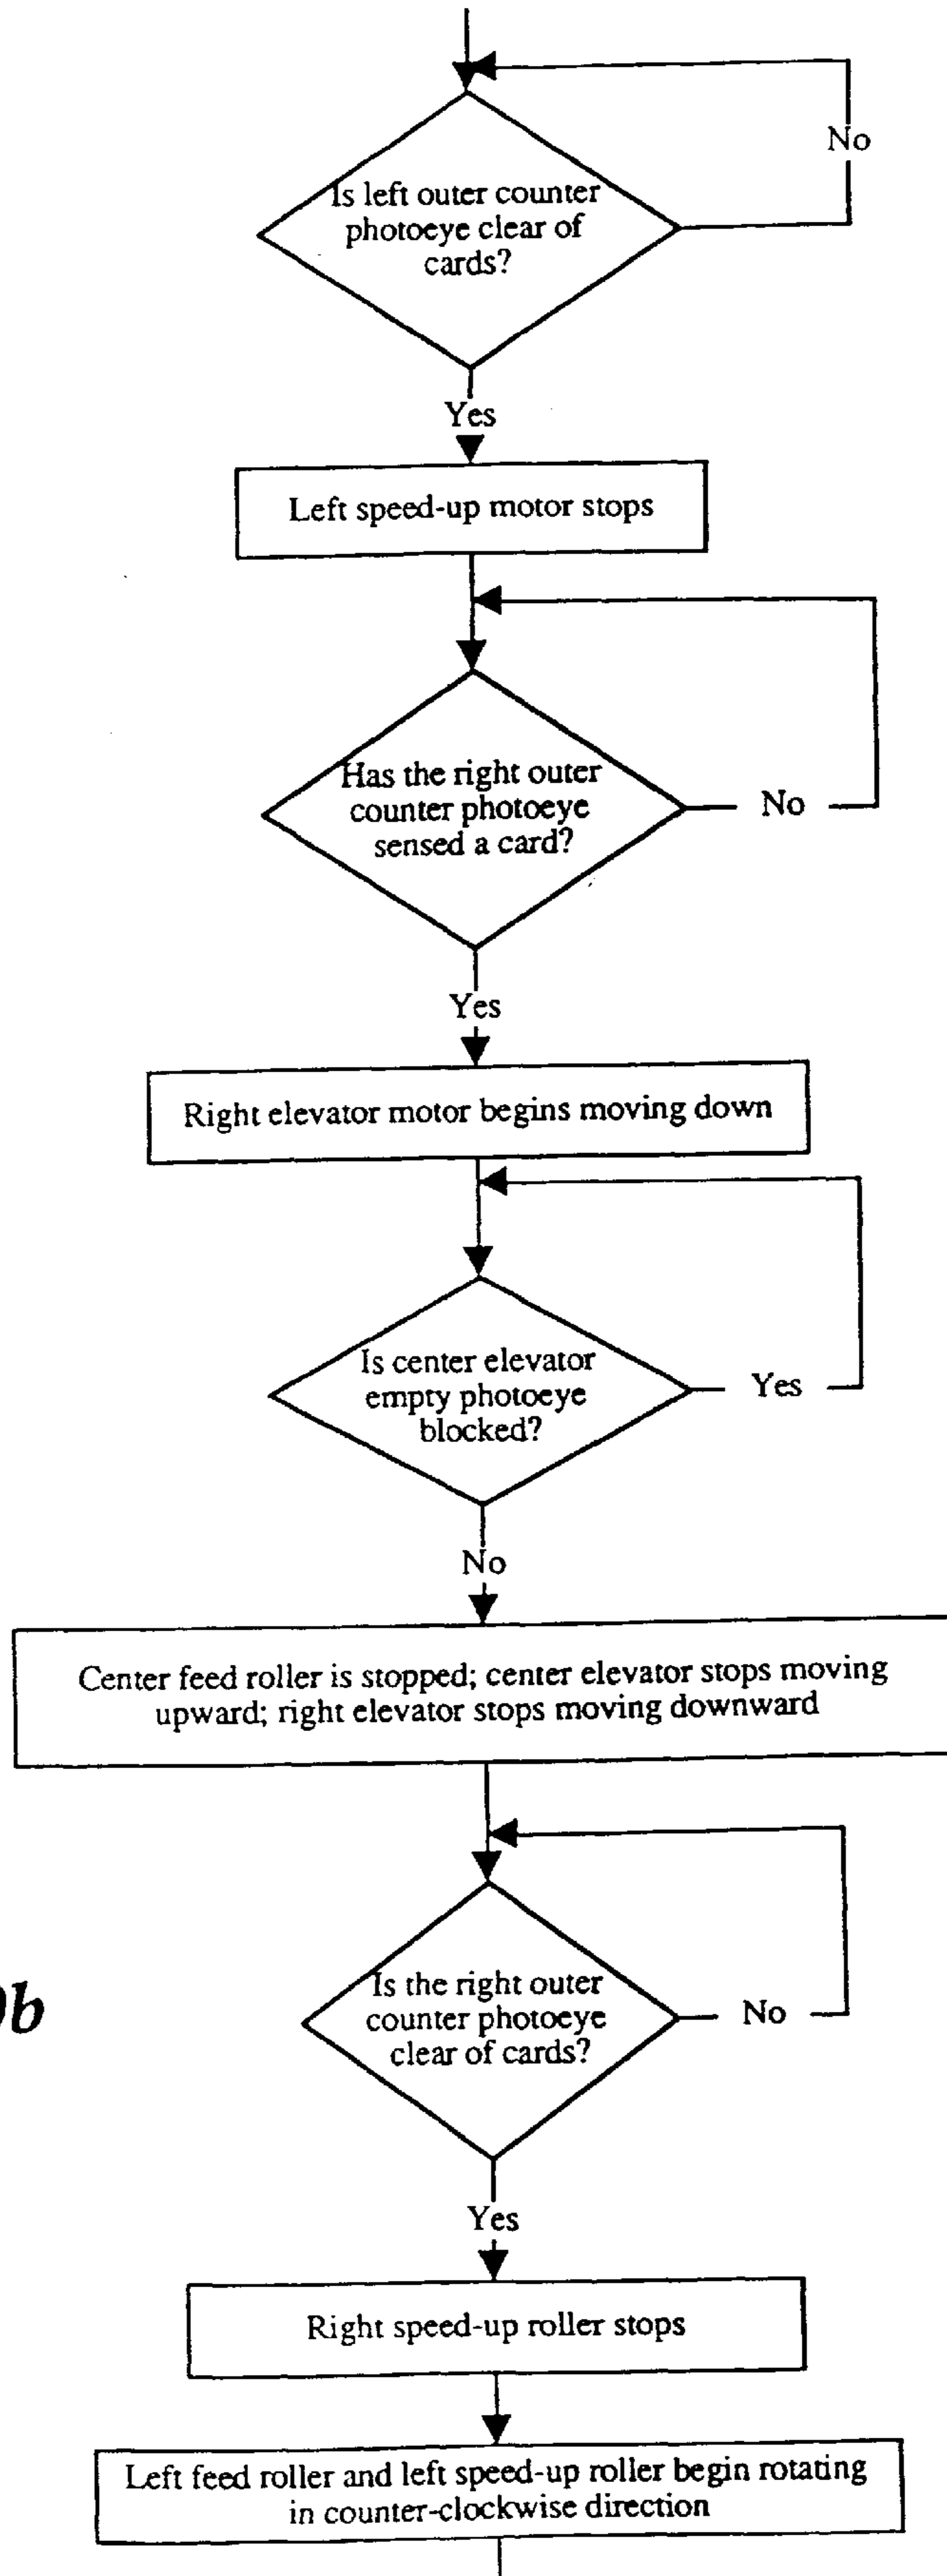 No
Is left outer counter
photoeye clear of
cards?
Yes
Left speed-up motor stops
Has the right outer
counter photoeye
sensed a card?
No
Yes
Right elevator motor begins moving down
Is center elevator
empty photoeye
blocked?
Yes
No
Center feed roller is stopped; center elevator stops moving
upward; right elevator stops moving downward
Is the right outer
counter photoeye
clear of cards?
No
b
Yes
Right speed-up roller stops
Left feed roller and left speed-up roller begin rotating
in counter-clockwise direction